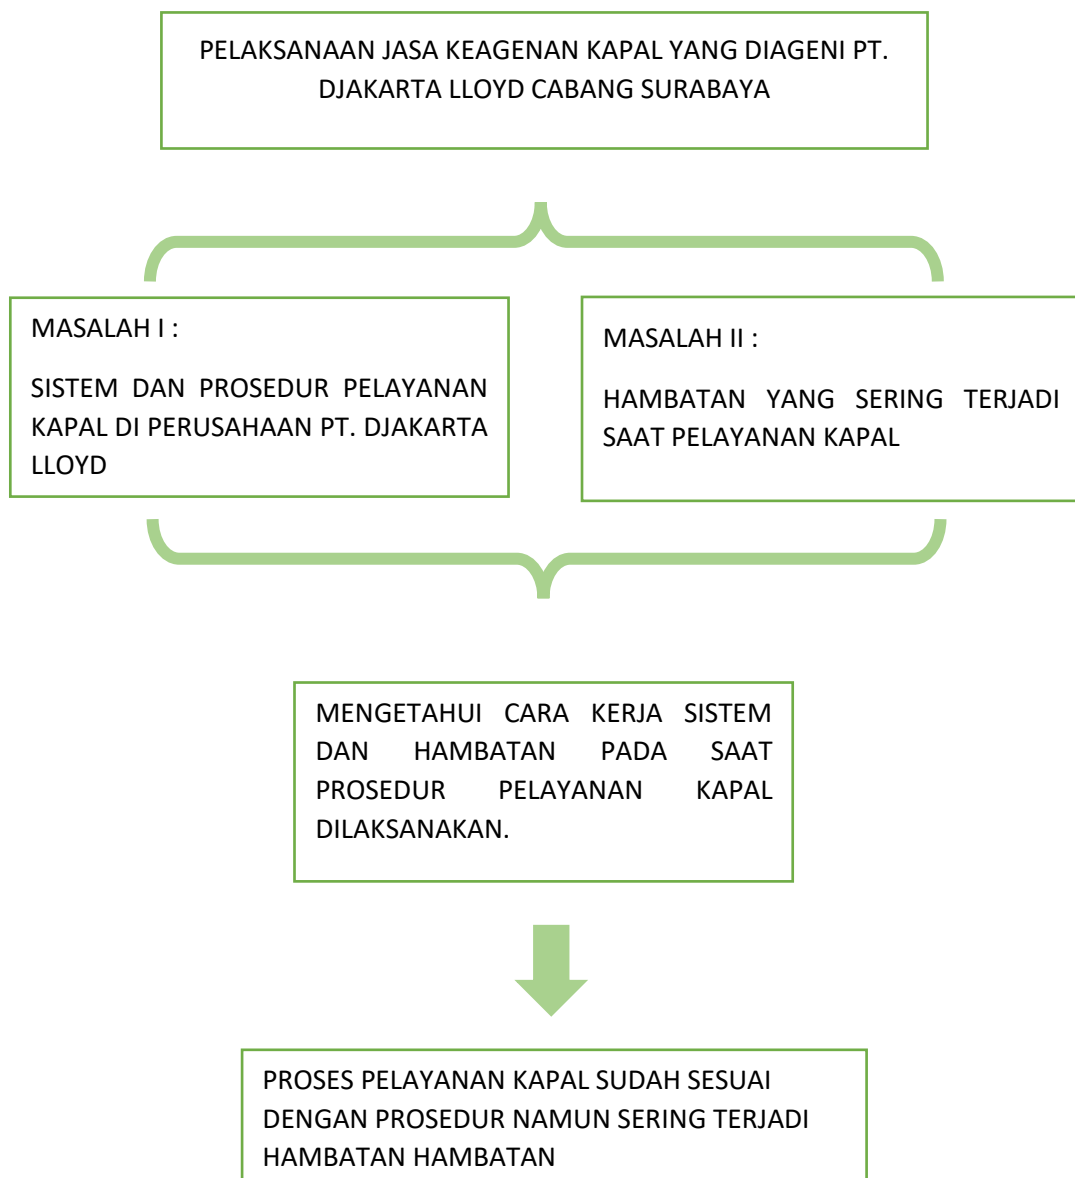 PELAKSANAAN JASA KEAGENAN KAPAL YANG DIAGENI PT.
DJAKARTA LLOYD CABANG SURABAYA
MASALAH I :
SISTEM DAN PROSEDUR PELAYANAN
KAPAL DI PERUSAHAAN PT. DJAKARTA
LLOYD
MASALAH II :
HAMBATAN YANG SERING TERJADI
SAAT PELAYANAN KAPAL
MENGETAHUI CARA KERJA SISTEM
DAN HAMBATAN PADA SAAT
PROSEDUR PELAYANAN KAPAL
DILAKSANAKAN.
PROSES PELAYANAN KAPAL SUDAH SESUAI
DENGAN PROSEDUR NAMUN SERING TERJADI
HAMBATAN HAMBATAN